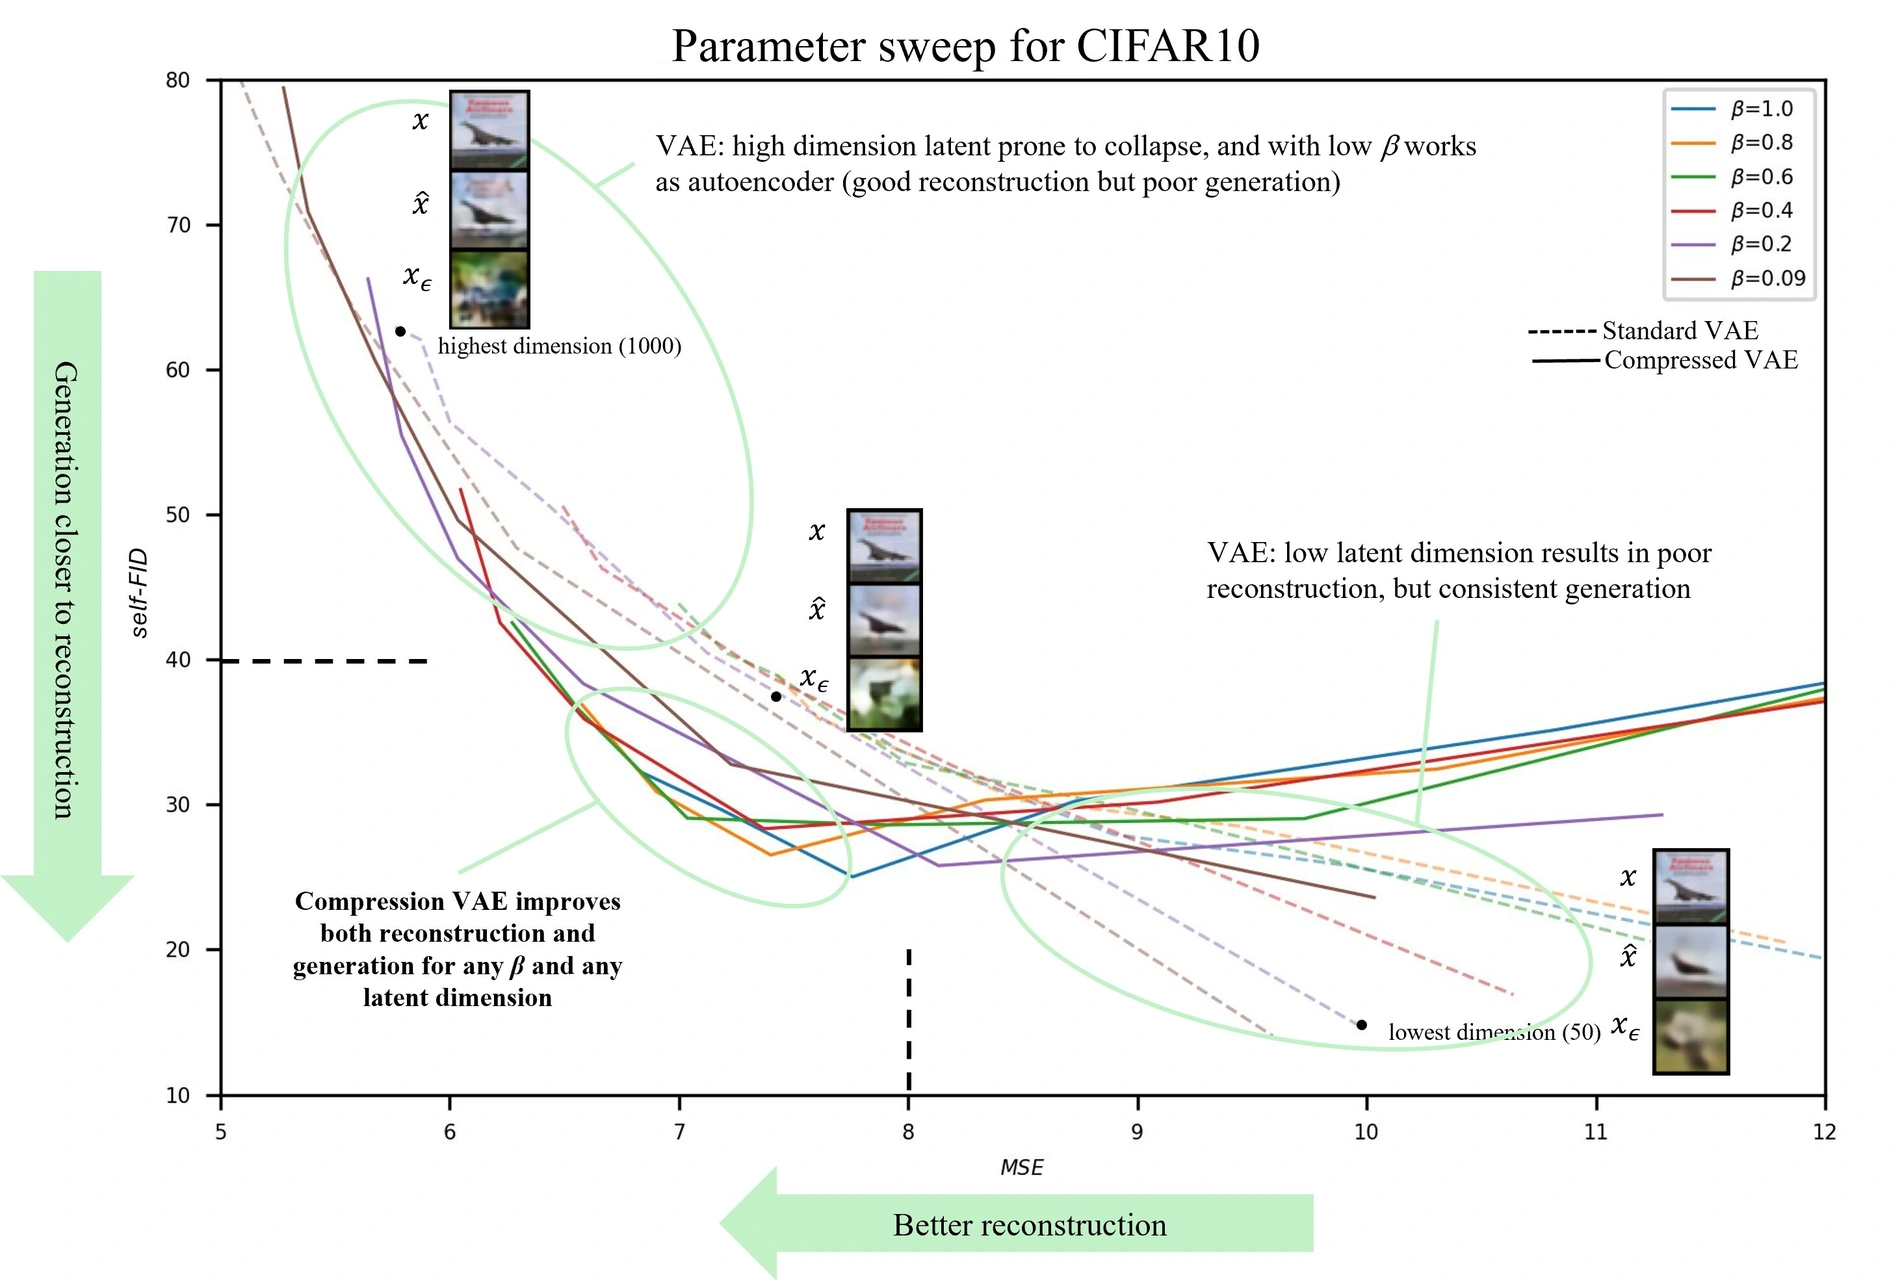 Parameter sweep for CIFAR10
80
70
60
50
40
30
20
10
self-FID
Generation closer to reconstruction
x
x̂
xϵ
VAE: high dimension latent prone to collapse, and with low β works
as autoencoder (good reconstruction but poor generation)
β=1.0
β=0.8
β=0.6
β=0.4
β=0.2
β=0.09
Standard VAE
Compressed VAE
highest dimension (1000)
x
x̂
xϵ
VAE: low latent dimension results in poor
reconstruction, but consistent generation
Compression VAE improves
both reconstruction and
generation for any β and any
latent dimension
x
x̂
xϵ
lowest dimension (50)
5
6
7
8
9
10
11
12
MSE
Better reconstruction